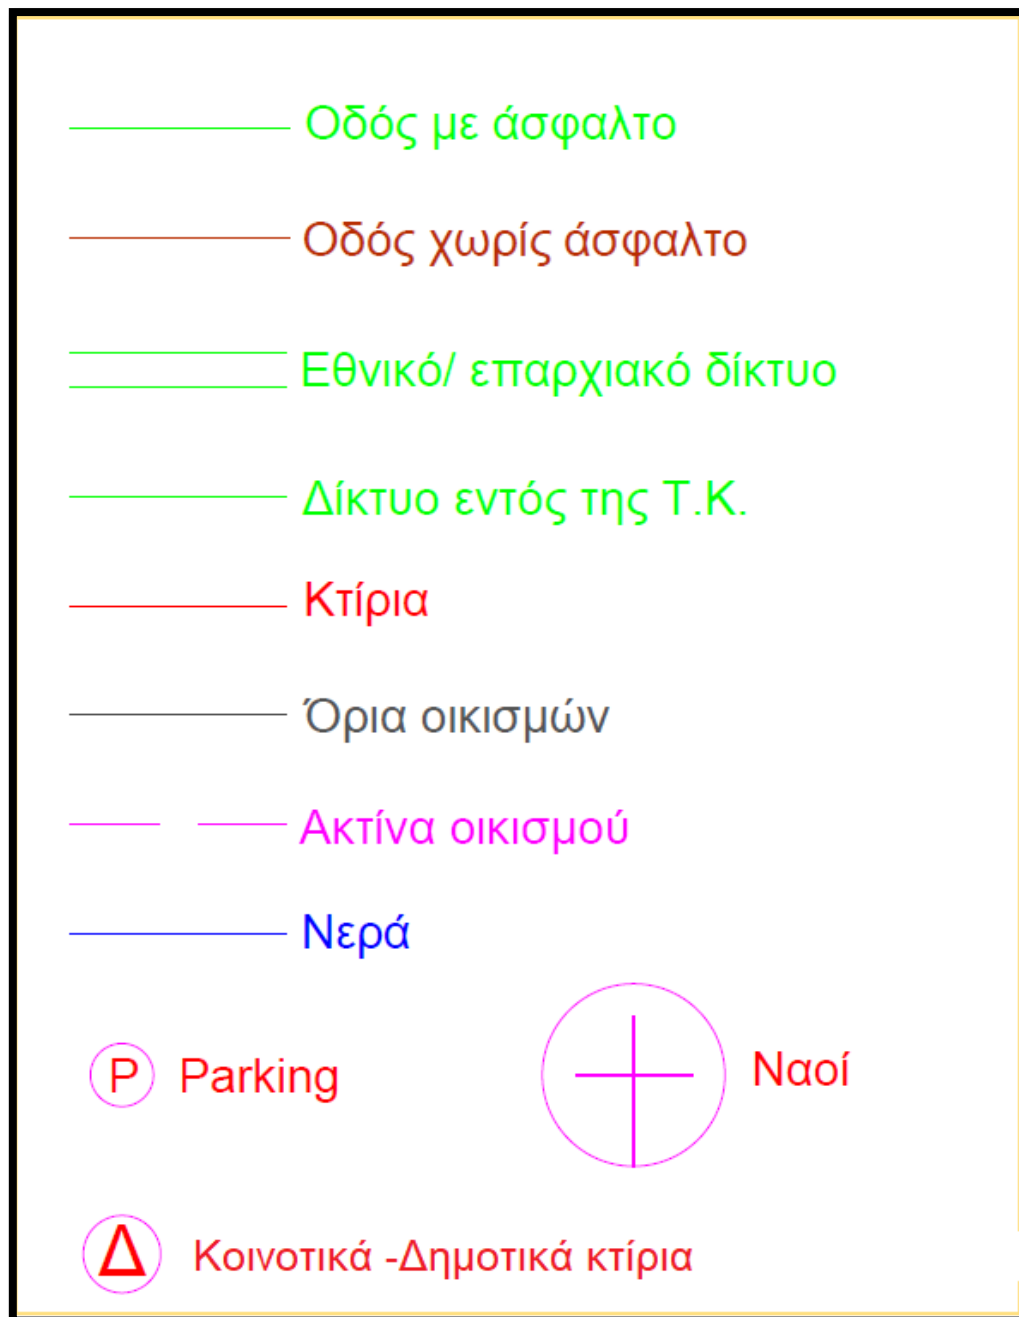 Οδός με άσφαλτο
Οδός χωρίς άσφαλτο
Εθνικό/ επαρχιακό δίκτυο
Δίκτυο εντός της Τ.Κ.
Κτίρια
Όρια οικισμών
Ακτίνα οικισμού
Νερά
P Parking
Ναοί
Δ Κοινοτικά -Δημοτικά κτίρια